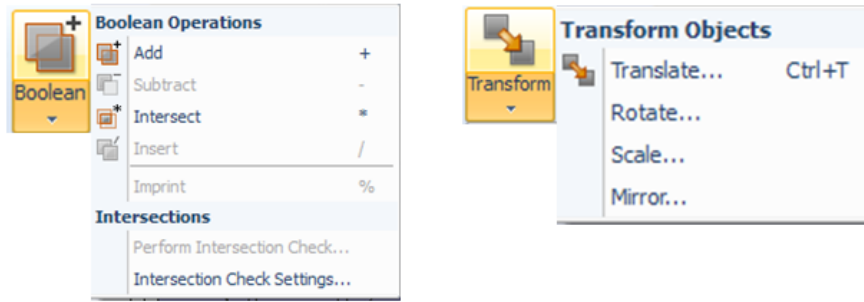 Boolean
Boolean Operations
Add +
Subtract -
Intersect *
Insert /
Imprint %
Intersections
Perform Intersection Check...
Intersection Check Settings...
Transform
Transform Objects
Translate... Ctrl+T
Rotate...
Scale...
Mirror...